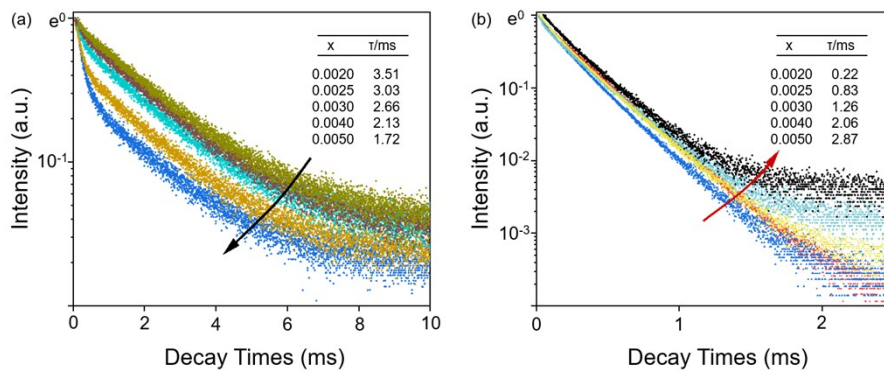 (a)
e⁰
10⁻¹
Intensity (a.u.)
x τ/ms
0.0020 3.51
0.0025 3.03
0.0030 2.66
0.0040 2.13
0.0050 1.72
0 2 4 6 8 10
Decay Times (ms)
(b)
e⁰
10⁻¹
10⁻²
10⁻³
Intensity (a.u.)
x τ/ms
0.0020 0.22
0.0025 0.83
0.0030 1.26
0.0040 2.06
0.0050 2.87
0 1 2
Decay Times (ms)